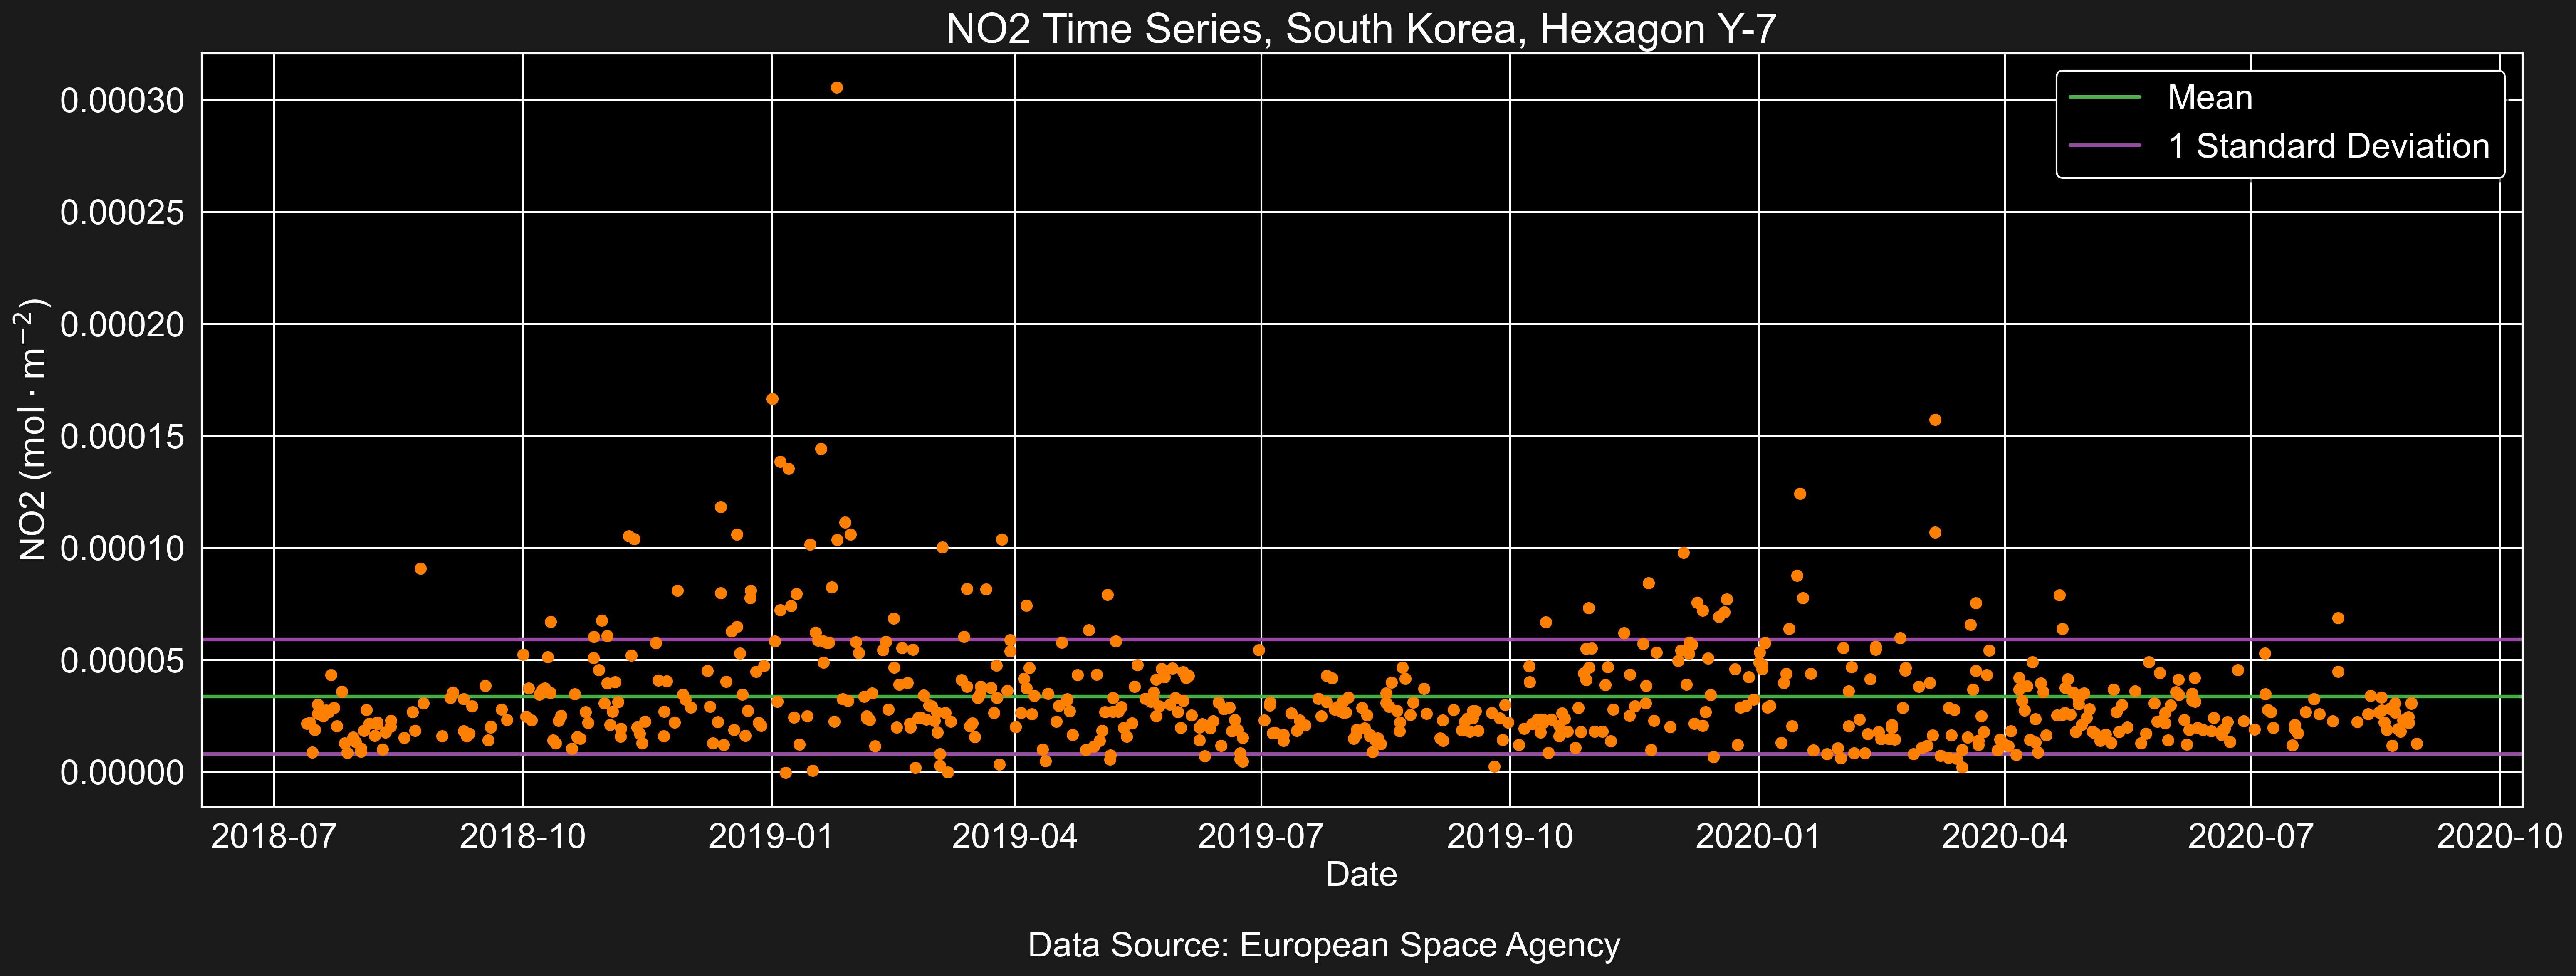 NO2 Time Series, South Korea, Hexagon Y-7
Mean
1 Standard Deviation
NO2 (mol · m⁻²)
0.00030
0.00025
0.00020
0.00015
0.00010
0.00005
0.00000
2018-07 2018-10 2019-01 2019-04 2019-07 2019-10 2020-01 2020-04 2020-07 2020-10
Date
Data Source: European Space Agency